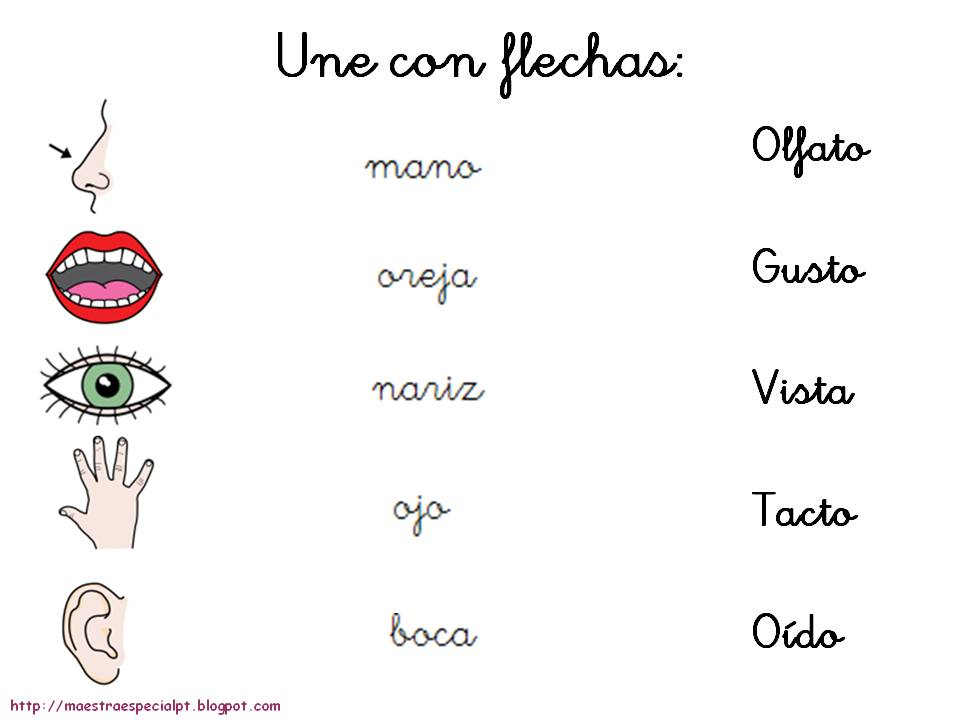 Une con flechas:
mano
Olfato
oreja
Gusto
nariz
Vista
ojo
Tacto
boca
Oído
http://maestraespecialpt.blogspot.com